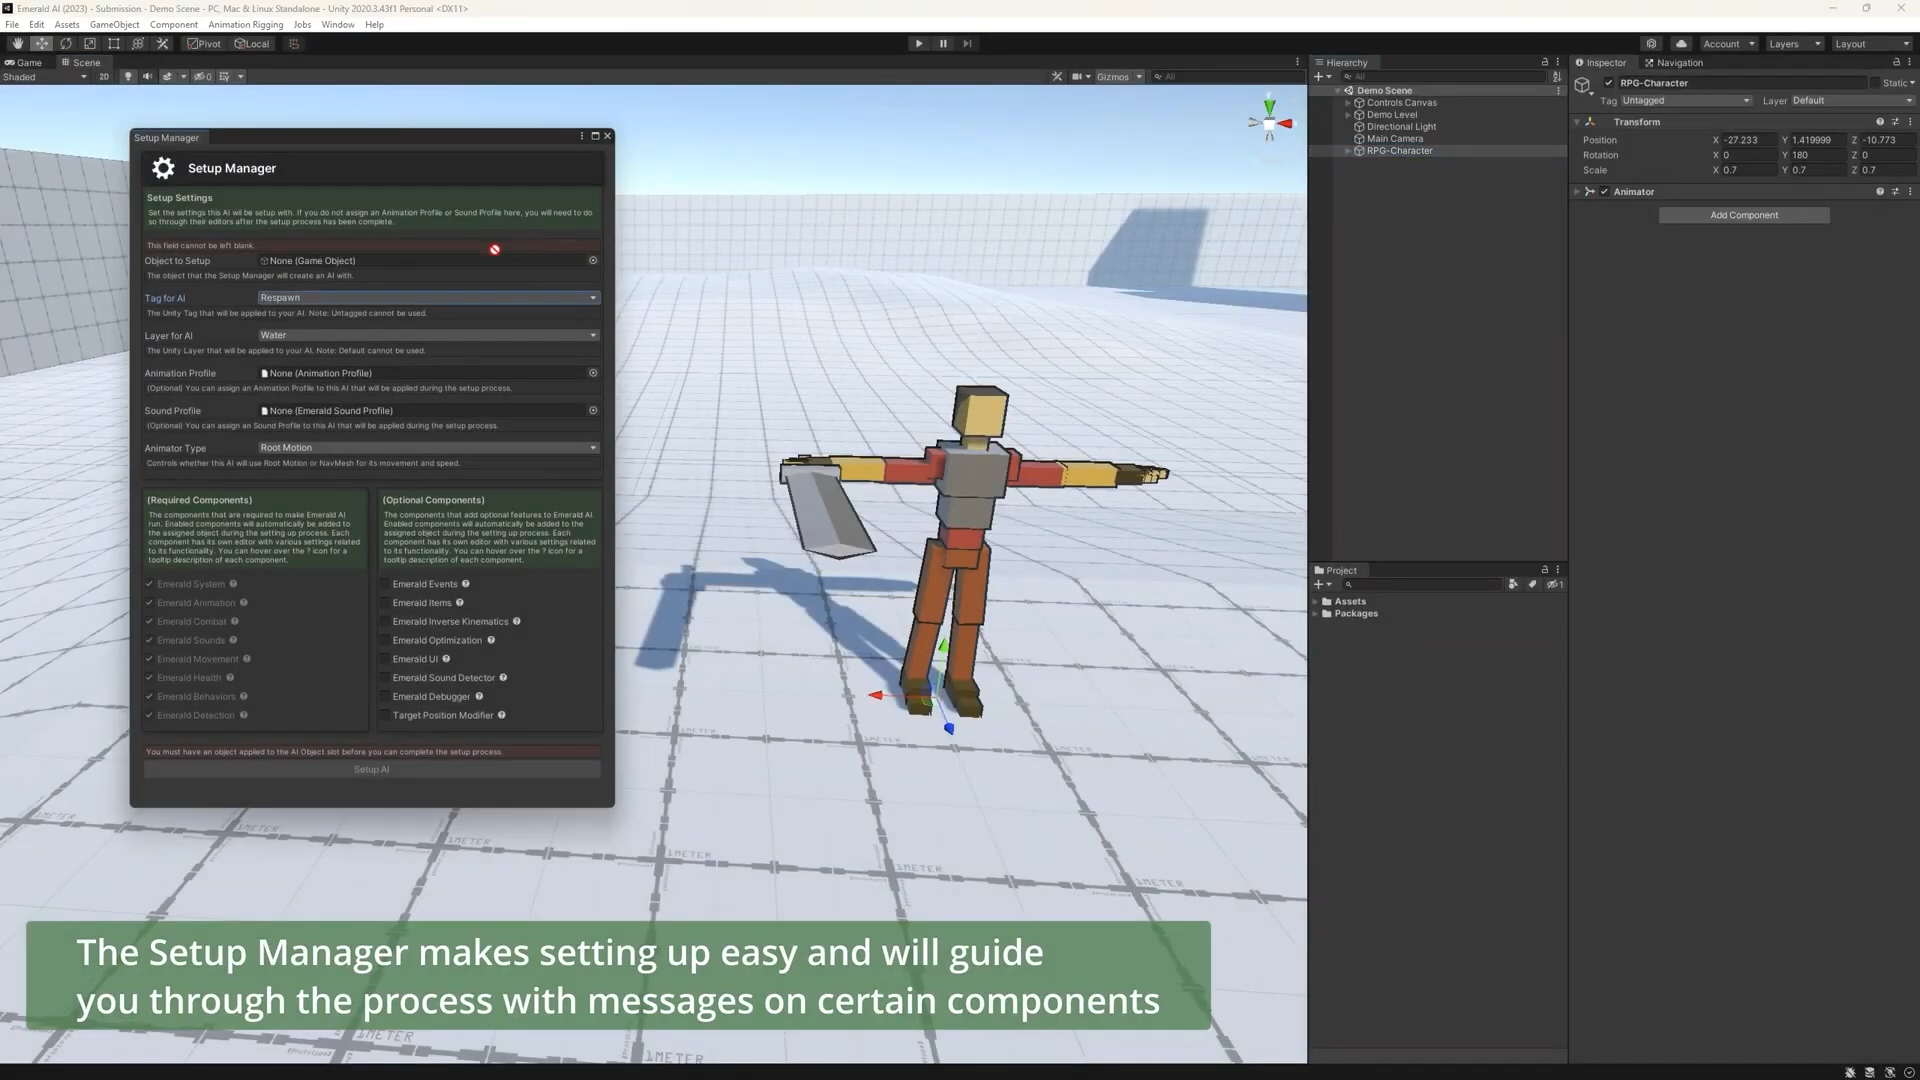 Emerald AI (2023) - Submission - Demo Scene - PC, Mac & Linux Standalone - Unity 2020.3.43f1 Personal <DX11>
File Edit Assets GameObject Component Animation Rigging Jobs Window Help
Pivot Local
Account Layers Layout
Game Scene
Shaded 2D 0 Gizmos All
Setup Manager
Setup Manager
Setup Settings
Set the settings this AI will be setup with. If you do not assign an Animation Profile or Sound Profile here, you will need to do
so through their editors after the setup process has been complete.
This field cannot be left blank.
Object to Setup None (Game Object)
The object that the Setup Manager will create an AI with.
Tag for AI Respawn
The Unity Tag that will be applied to your AI. Note: Untagged cannot be used.
Layer for AI Water
The Unity Layer that will be applied to your AI. Note: Default cannot be used.
Animation Profile None (Animation Profile)
(Optional) You can assign an Animation Profile to this AI that will be applied during the setup process.
Sound Profile None (Emerald Sound Profile)
(Optional) You can assign an Sound Profile to this AI that will be applied during the setup process.
Animator Type Root Motion
Controls whether this AI will use Root Motion or NavMesh for its movement and speed.
(Required Components)
The components that are required to make Emerald AI
run. Enabled components will automatically be added to
the assigned object during the setting up process. Each
component has its own editor with various settings related
to its functionality. You can hover over the ? icon for a
tooltip description of each component.
Emerald System
Emerald Animation
Emerald Combat
Emerald Sounds
Emerald Movement
Emerald Health
Emerald Behaviors
Emerald Detection
(Optional Components)
The components that add optional features to Emerald AI.
Enabled components will automatically be added to the
assigned object during the setting up process. Each
component has its own editor with various settings related
to its functionality. You can hover over the ? icon for a
tooltip description of each component.
Emerald Events
Emerald Items
Emerald Inverse Kinematics
Emerald Optimization
Emerald UI
Emerald Sound Detector
Emerald Debugger
Target Position Modifier
You must have an object applied to the AI Object slot before you can complete the setup process.
Setup AI
Hierarchy
All
Demo Scene
Controls Canvas
Demo Level
Directional Light
Main Camera
RPG-Character
Project
1
Assets
Packages
Inspector Navigation
RPG-Character Static
Tag Untagged Layer Default
Transform
Position X -27.233 Y 1.419999 Z -10.773
Rotation X 0 Y 180 Z 0
Scale X 0.7 Y 0.7 Z 0.7
Animator
Add Component
1METER
1METER
1METER
1METER
1METER
1METER
1METER
1METER
The Setup Manager makes setting up easy and will guide
you through the process with messages on certain components